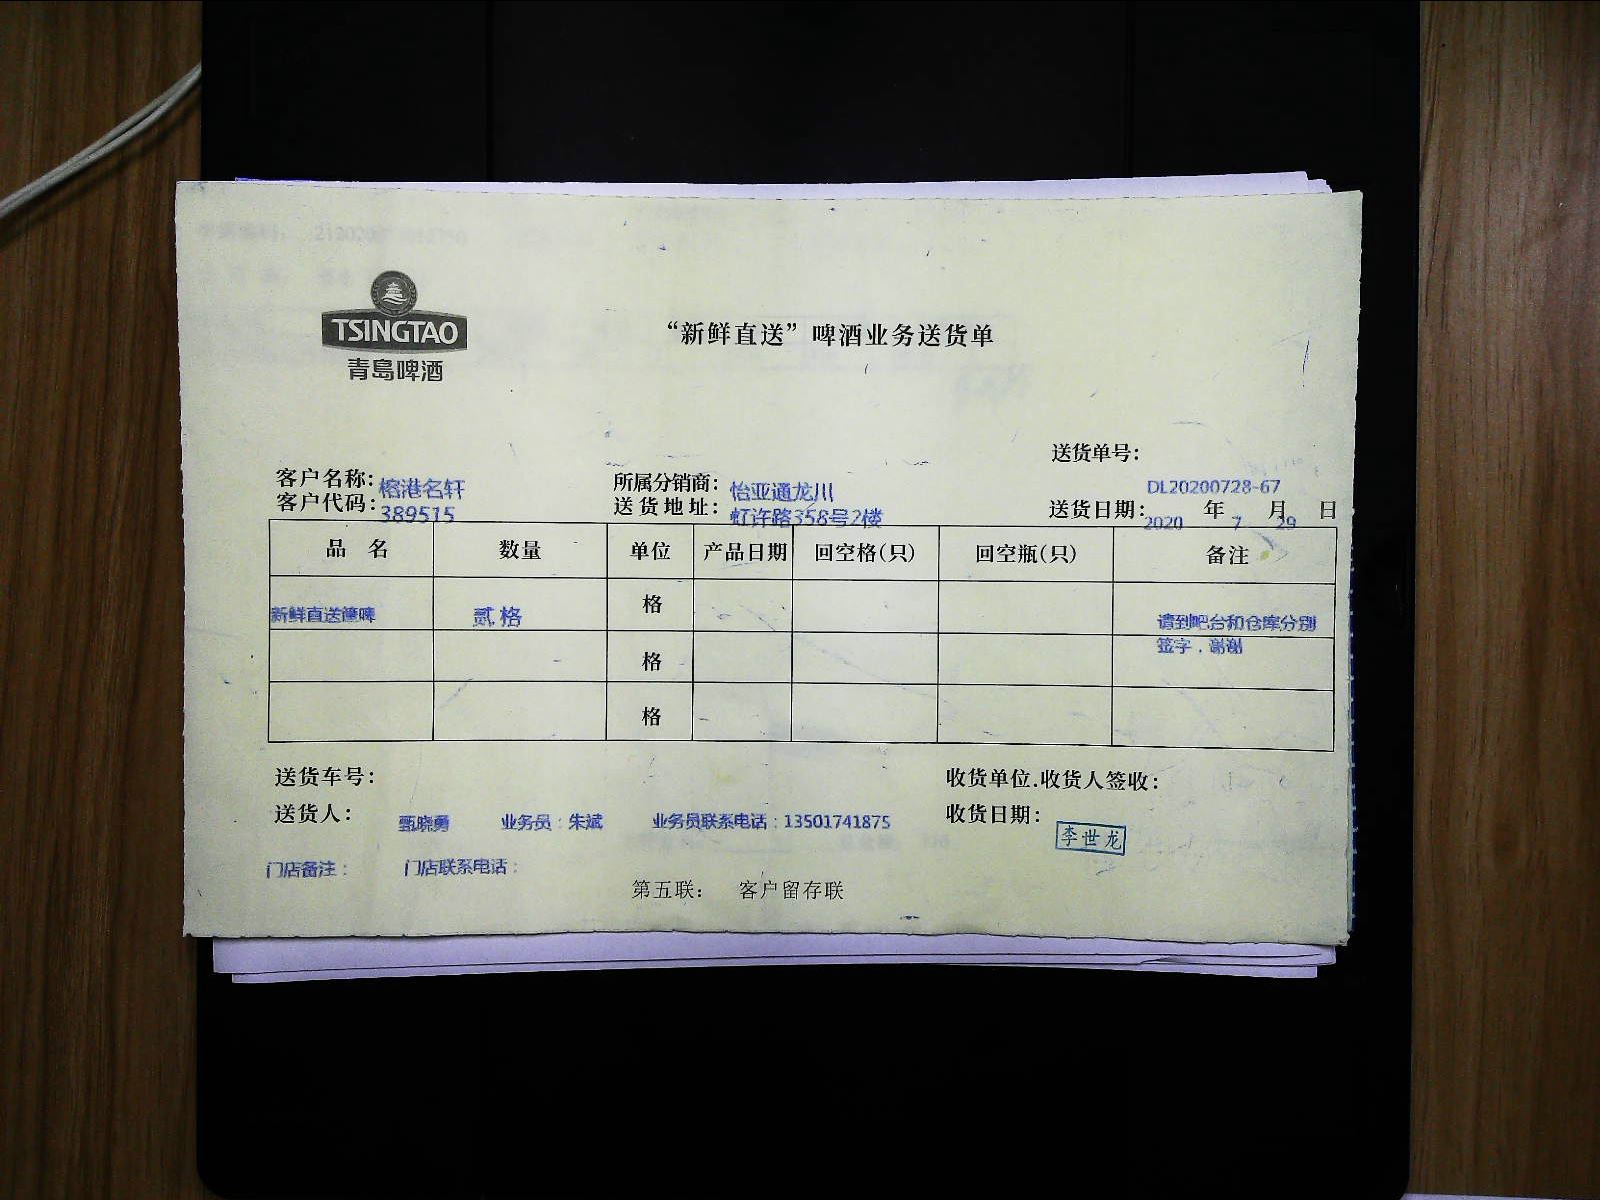 TSINGTAO
青島啤酒
“新鲜直送”啤酒业务送货单
送货单号：
DL20200728-67
客户名称：榕港名轩 所属分销商：怡亚通龙川
客户代码：389515 送货地址：虹许路358号2楼 送货日期：2020 年 7 月 29 日
品 名 数量 单位 产品日期 回空格(只) 回空瓶(只) 备注
新鲜直送 贰格 格 请到吧台和仓库分别
签字，谢谢
格
格
送货车号： 收货单位.收货人签收：
送货人： 甄晓勇 业务员：朱斌 业务员联系电话：13501741875 收货日期：
李世龙
门店备注： 门店联系电话：
第五联： 客户留存联